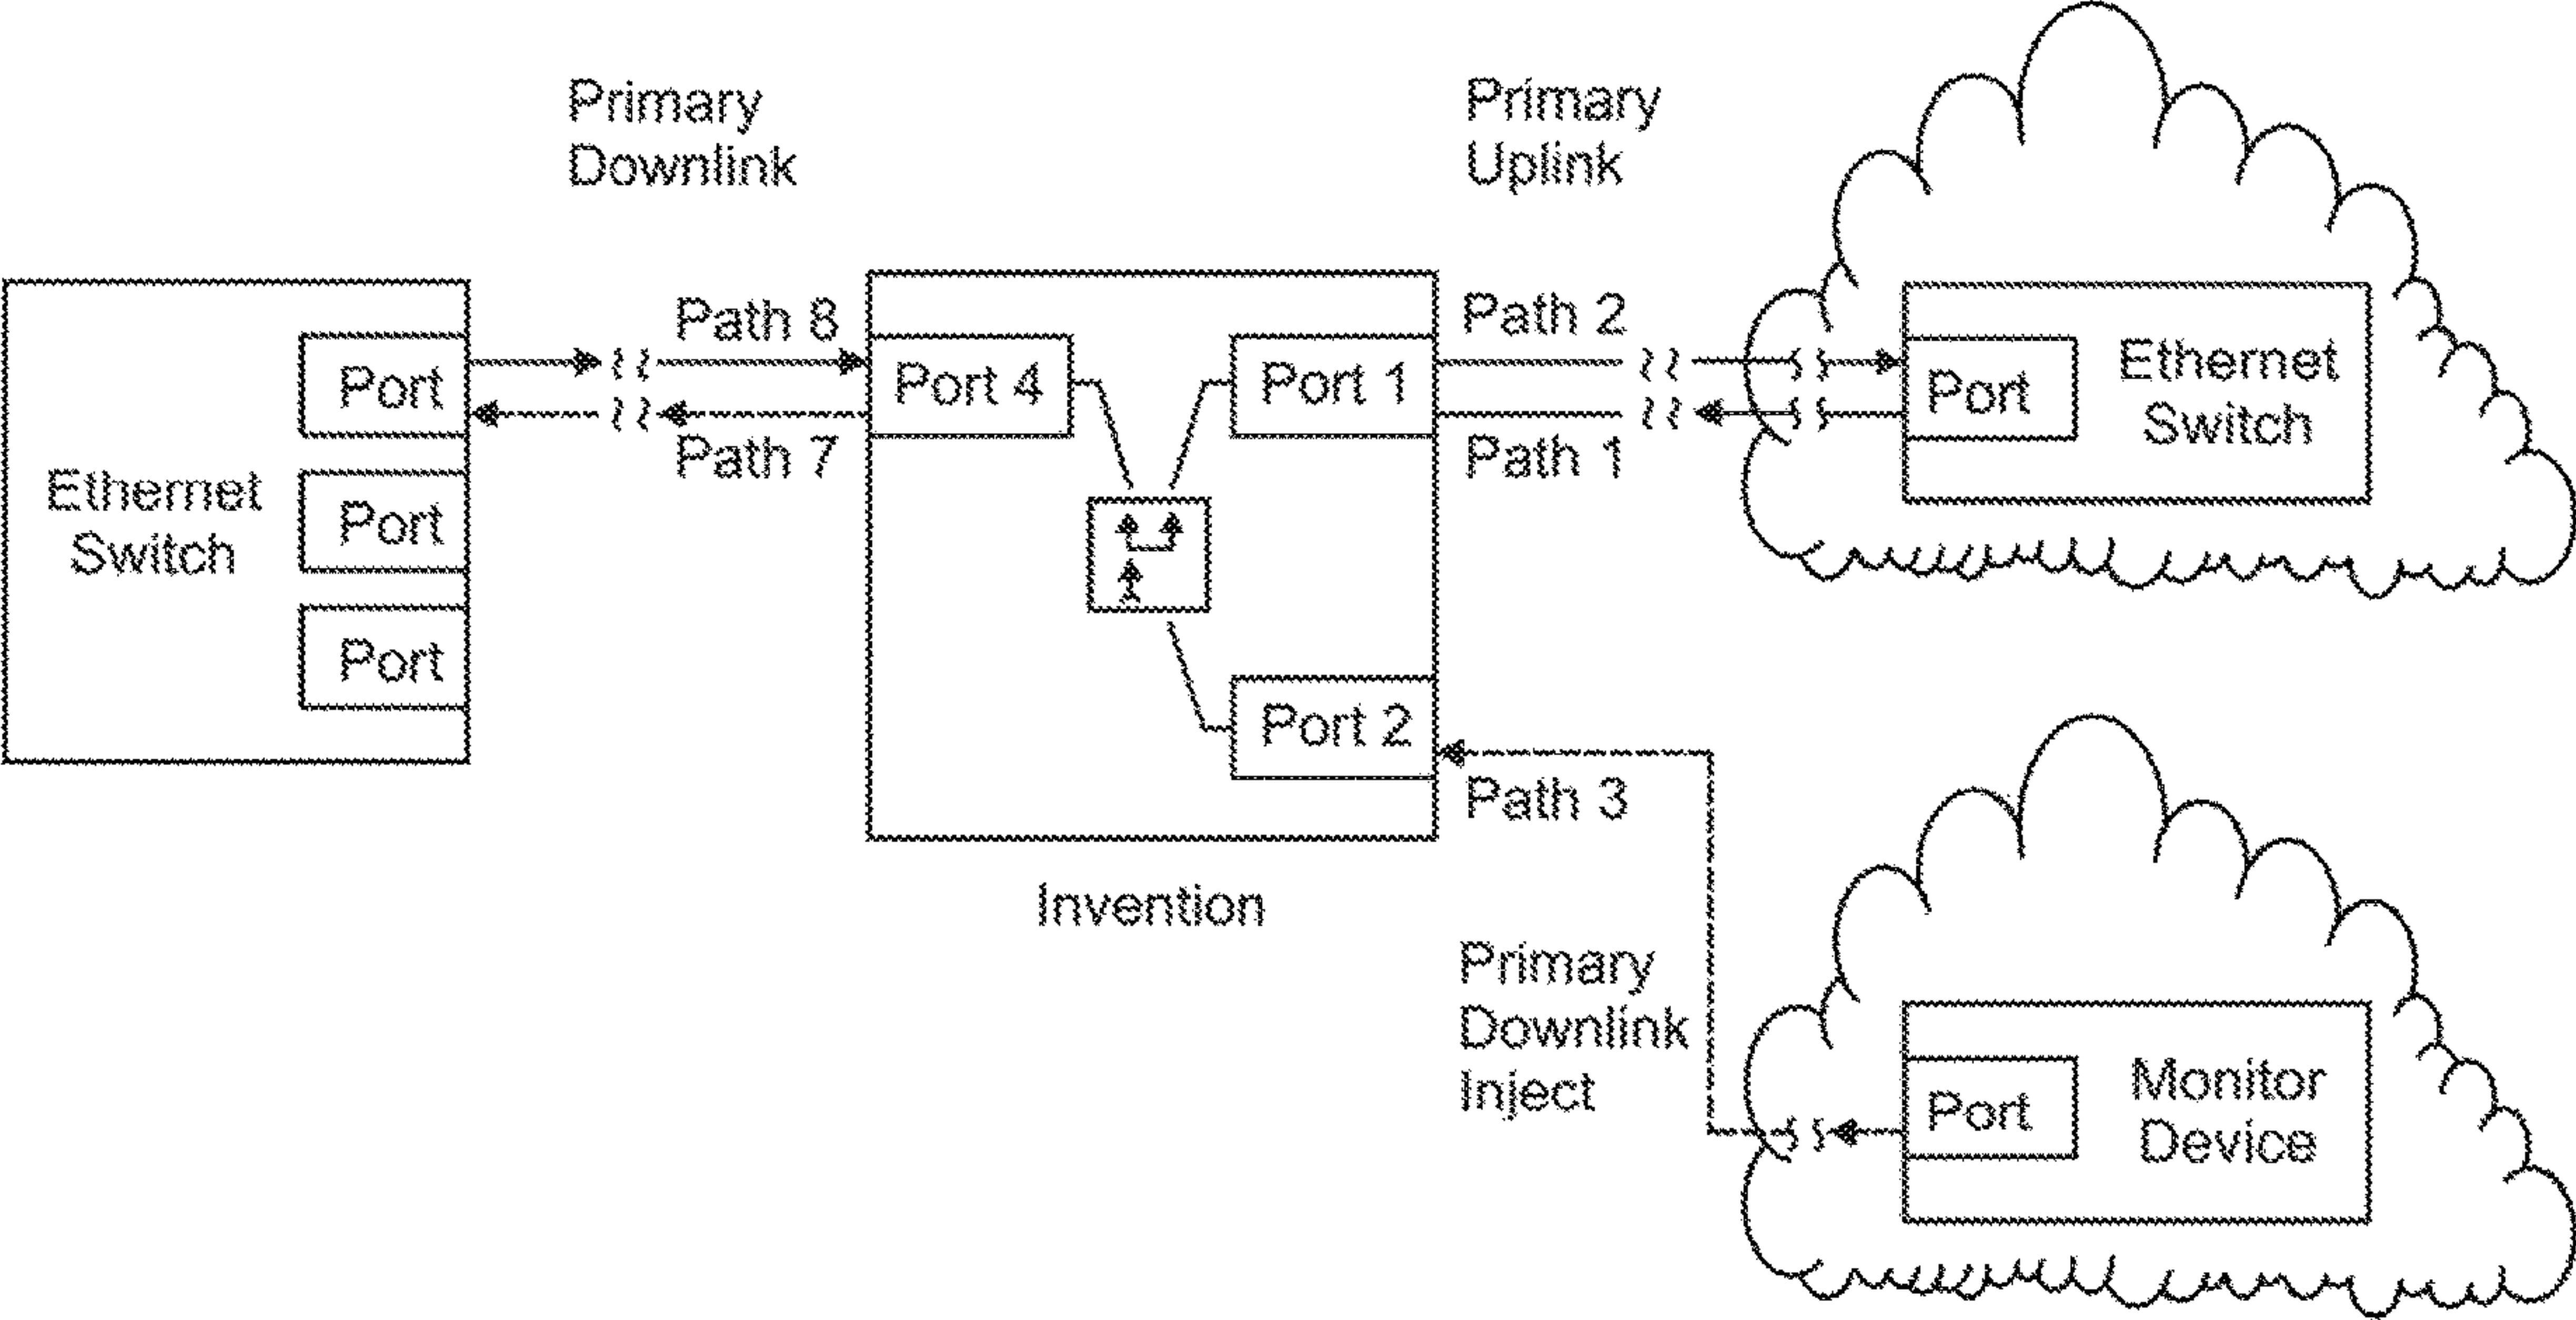 Primary
Downlink
Primary
Uplink
Path 8
Path 2
Port
Port 4
Port 1
Port
Ethernet
Switch
Path 7
Path 1
Ethernet
Switch
Port
Port
Port 2
Path 3
Invention
Primary
Downlink
Inject
Port
Monitor
Device